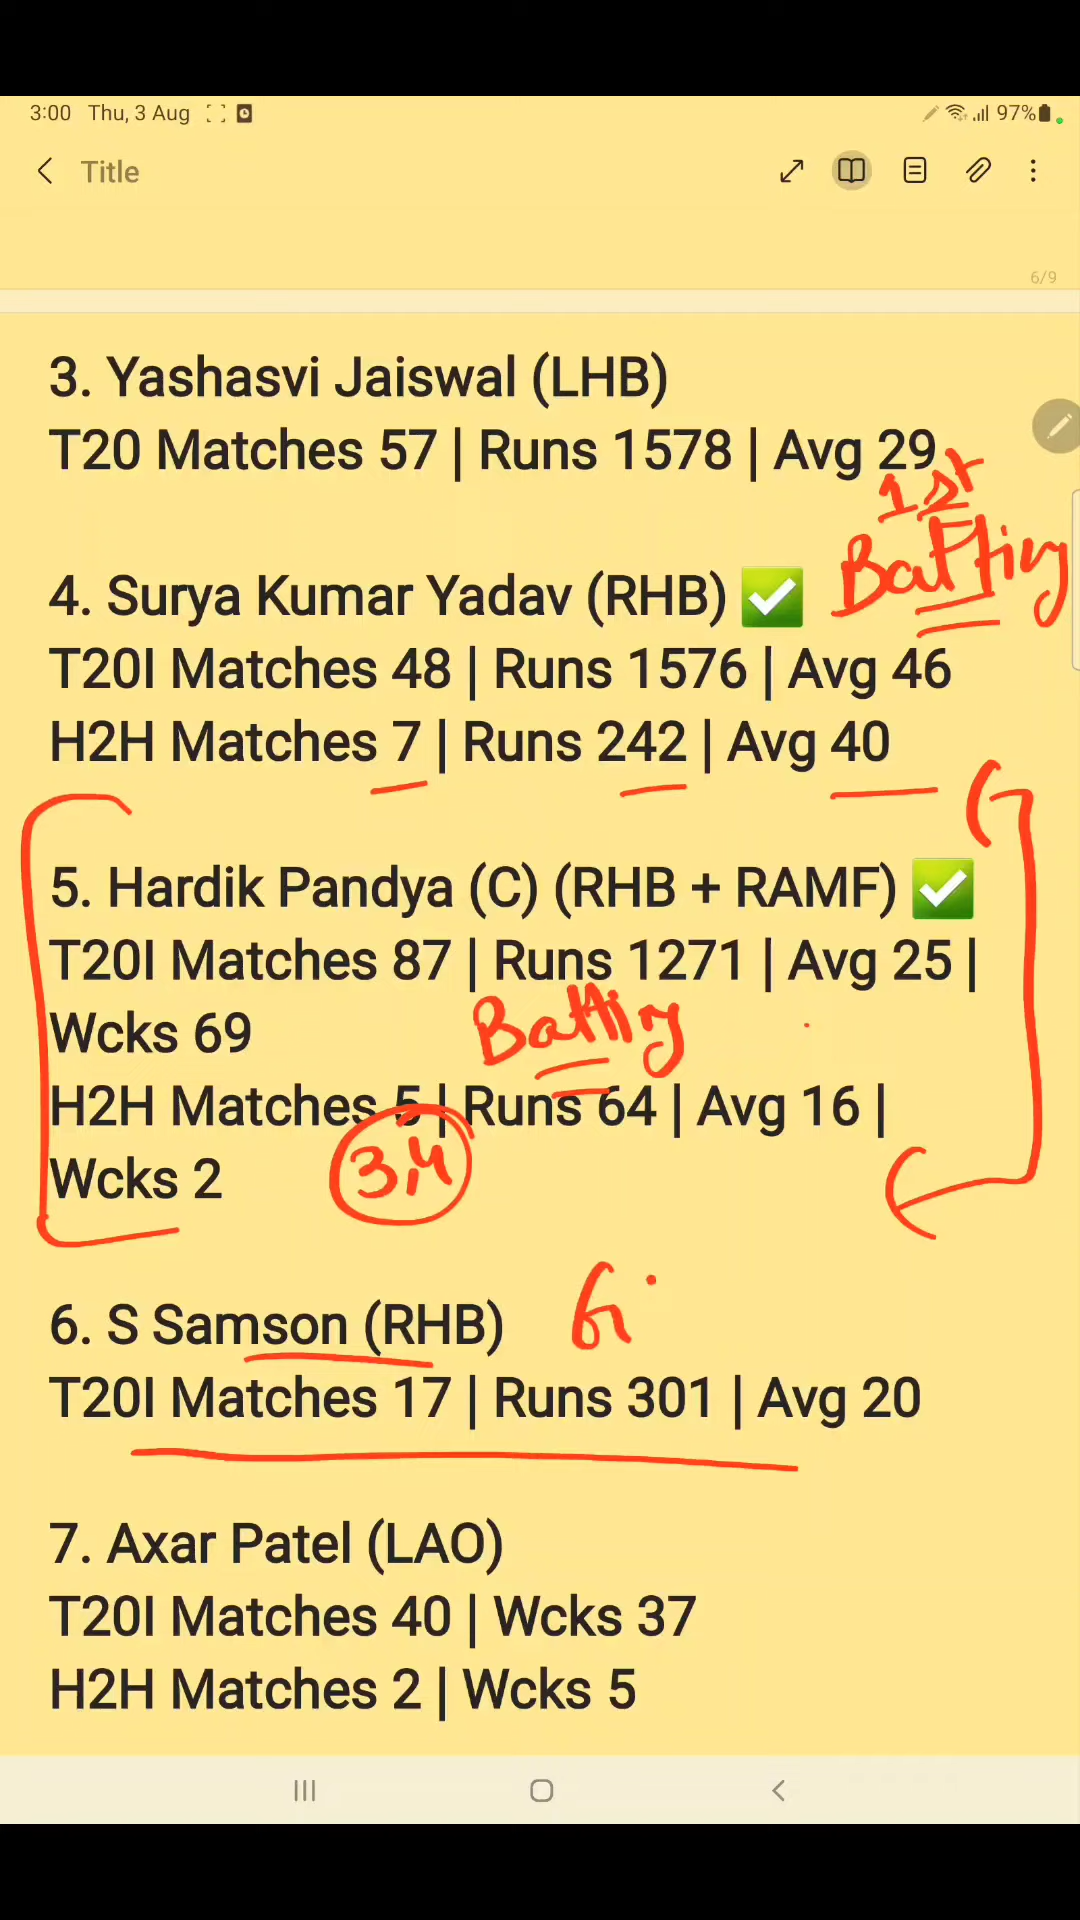 3:00 Thu, 3 Aug 97%
Title
6/9
3. Yashasvi Jaiswal (LHB)
T20 Matches 57 | Runs 1578 | Avg 29
1st
Batting
4. Surya Kumar Yadav (RHB) ✅
T20I Matches 48 | Runs 1576 | Avg 46
H2H Matches 7 | Runs 242 | Avg 40
5. Hardik Pandya (C) (RHB + RAMF) ✅
T20I Matches 87 | Runs 1271 | Avg 25 |
Wcks 69
Batting
H2H Matches 5 | Runs 64 | Avg 16 |
Wcks 2
3,4
6. S Samson (RHB)
T20I Matches 17 | Runs 301 | Avg 20
7. Axar Patel (LAO)
T20I Matches 40 | Wcks 37
H2H Matches 2 | Wcks 5